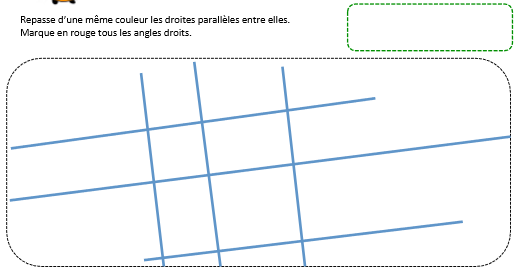 Repasse d’une même couleur les droites parallèles entre elles.
Marque en rouge tous les angles droits.